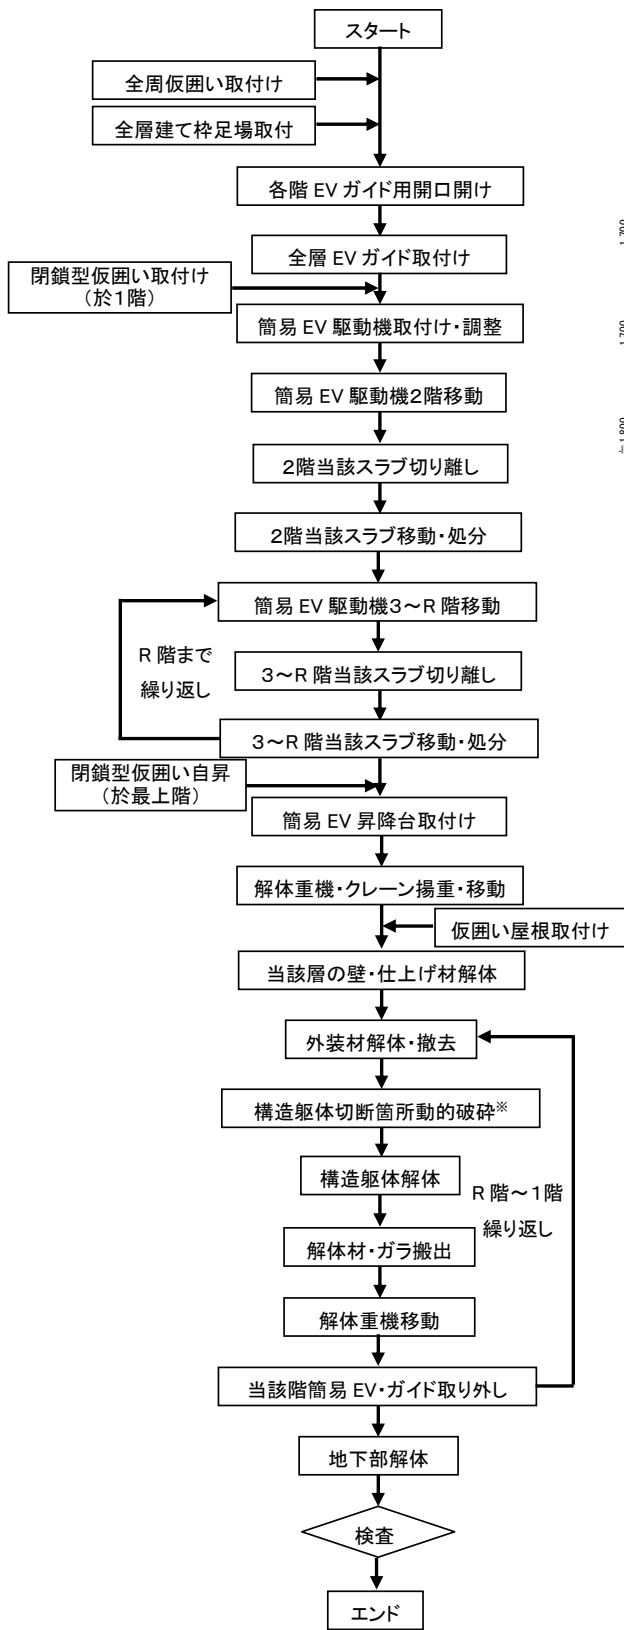 スタート
全周仮囲い取付け
全層建て枠足場取付
各階 EV ガイド用開口開け
全層 EV ガイド取付け
閉鎖型仮囲い取付け
（於１階）
簡易 EV 駆動機取付け・調整
簡易 EV 駆動機２階移動
２階当該スラブ切り離し
２階当該スラブ移動・処分
簡易 EV 駆動機３～R 階移動
R 階まで
繰り返し
３～R 階当該スラブ切り離し
３～R 階当該スラブ移動・処分
閉鎖型仮囲い自昇
（於最上階）
簡易 EV 昇降台取付け
解体重機・クレーン揚重・移動
仮囲い屋根取付け
当該層の壁・仕上げ材解体
外装材解体・撤去
構造躯体切断箇所動的破砕※
構造躯体解体
R 階～１階
繰り返し
解体材・ガラ搬出
解体重機移動
当該階簡易 EV・ガイド取り外し
地下部解体
検査
エンド
1,700
1,700